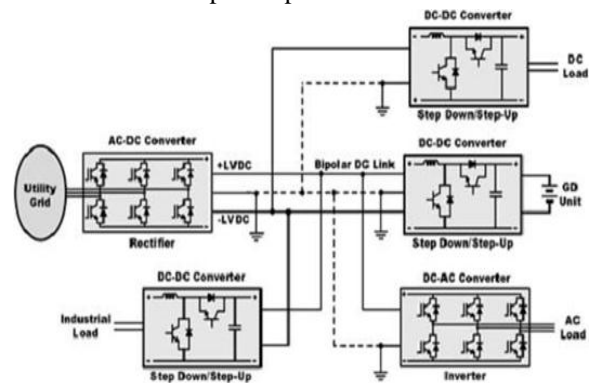 DC-DC Converter
DC
Load
Step Down/Step-Up
AC-DC Converter
DC-DC Converter
+LVDC
Bipolar DC Link
Utility
Grid
GD
Unit
-LVDC
Rectifier
Step Down/Step-Up
DC-DC Converter
DC-AC Converter
Industrial
Load
AC
Load
Step Down/Step-Up
Inverter